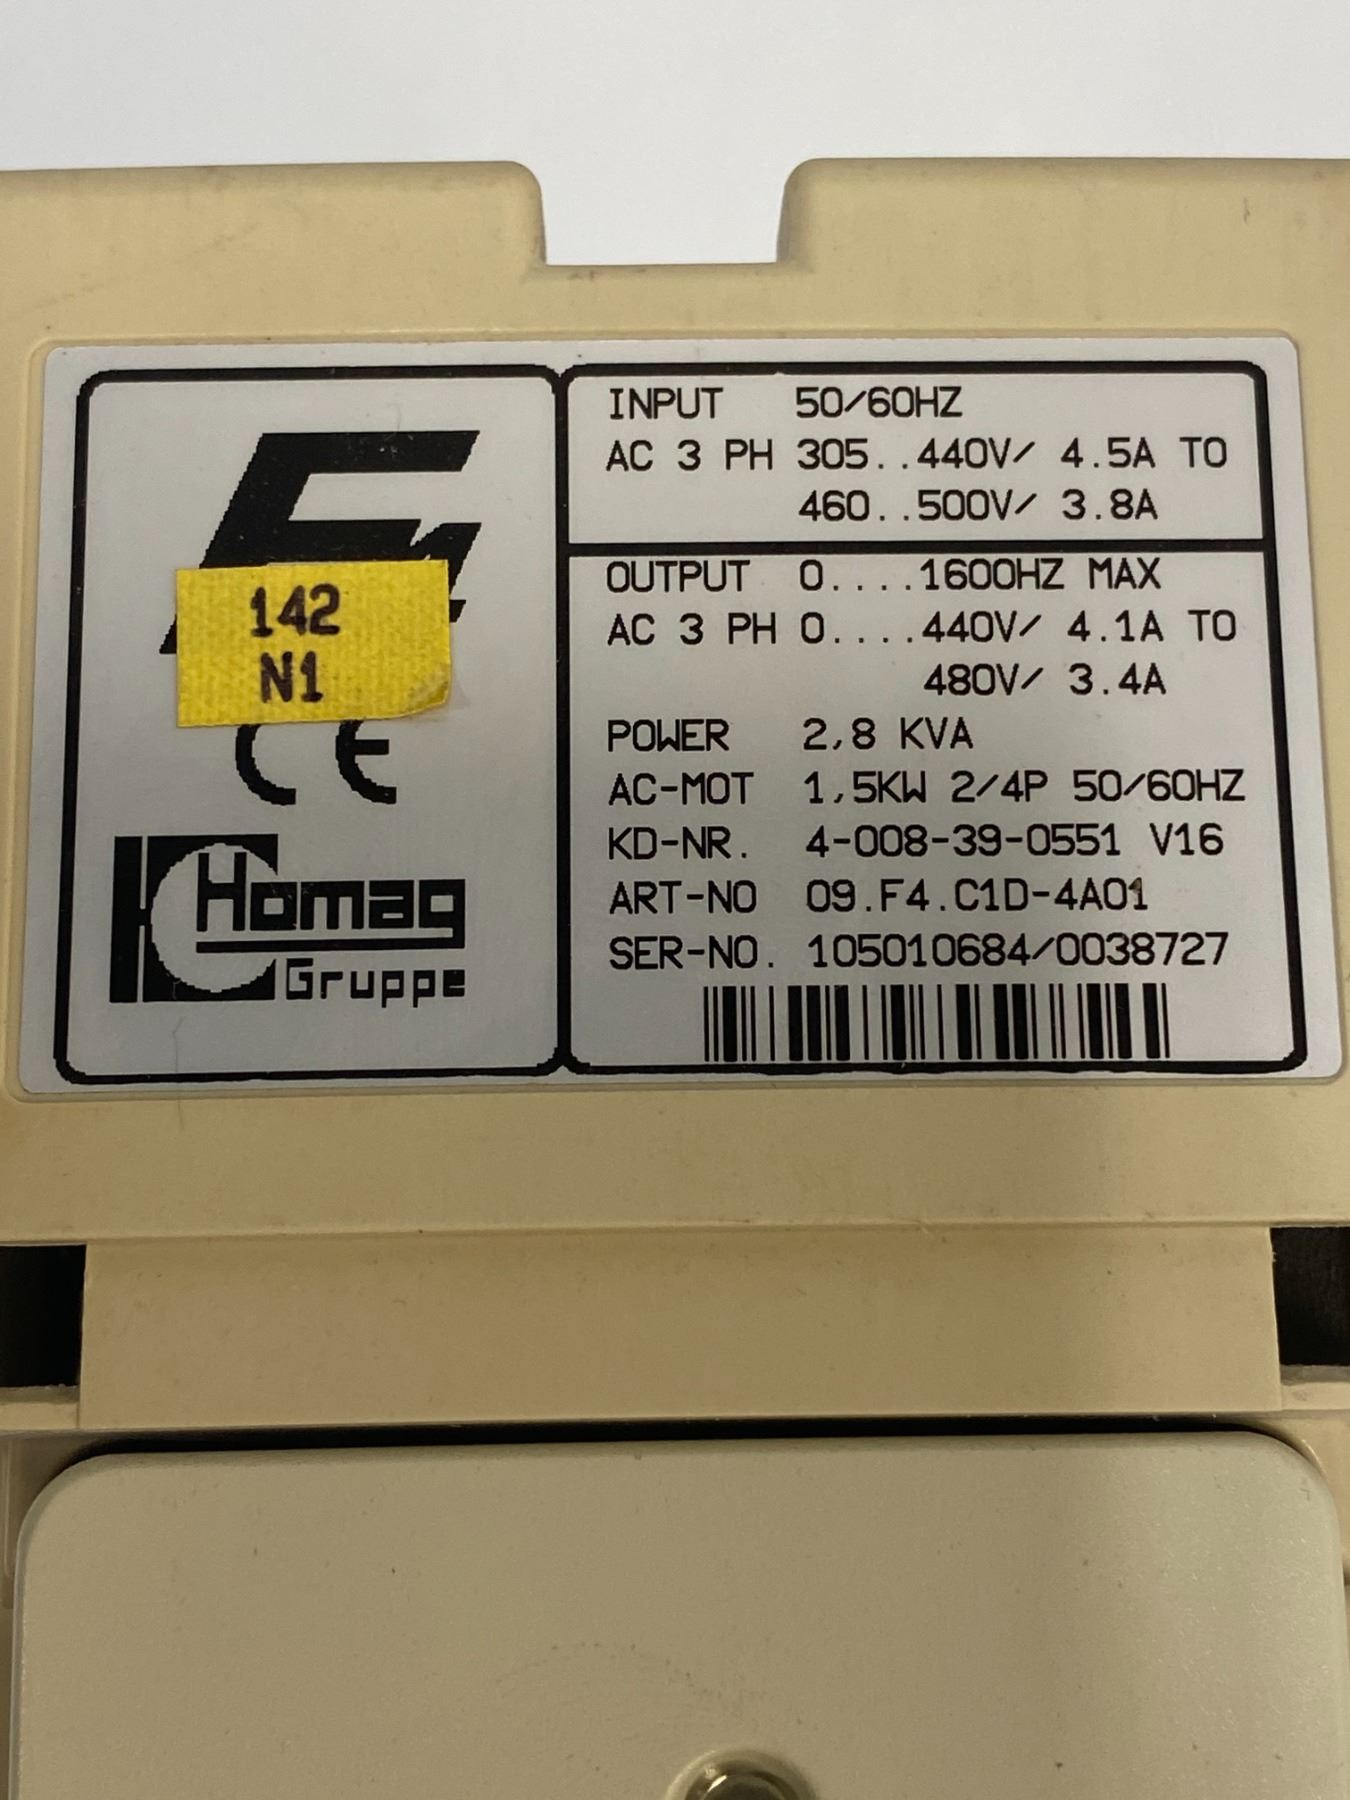 142
N1
CE
Homag
Gruppe
INPUT 50/60HZ
AC 3 PH 305..440V/ 4.5A TO
460..500V/ 3.8A
OUTPUT 0....1600HZ MAX
AC 3 PH 0....440V/ 4.1A TO
480V/ 3.4A
POWER 2,8 KVA
AC-MOT 1,5KW 2/4P 50/60HZ
KD-NR. 4-008-39-0551 V16
ART-NO 09.F4.C1D-4A01
SER-NO. 105010684/0038727